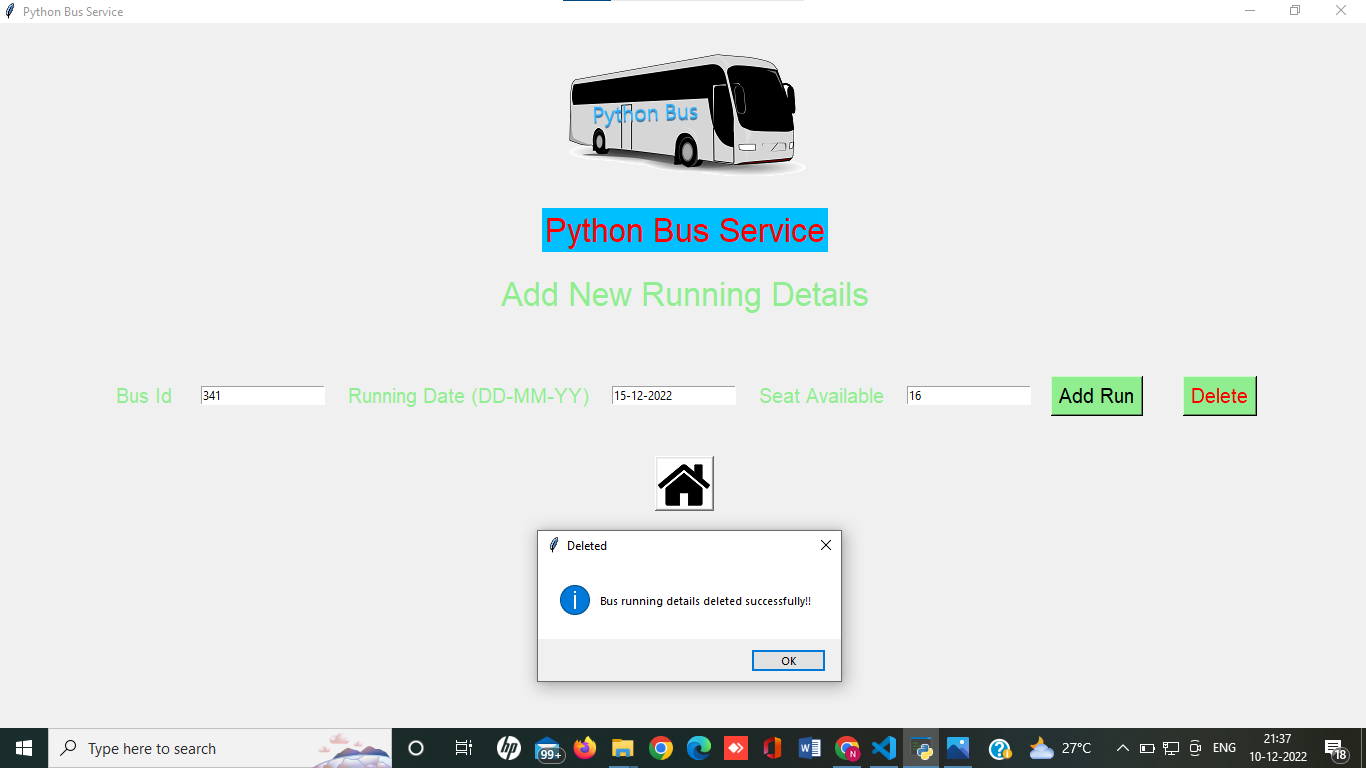 Python Bus Service
Python Bus
Python Bus Service
Add New Running Details
Bus Id 341 Running Date (DD-MM-YY) 15-12-2022 Seat Available 16 Add Run Delete
Deleted
Bus running details deleted successfully!!
OK
Type here to search
hp
99+
N
W
27°C
ENG
21:37
10-12-2022
18